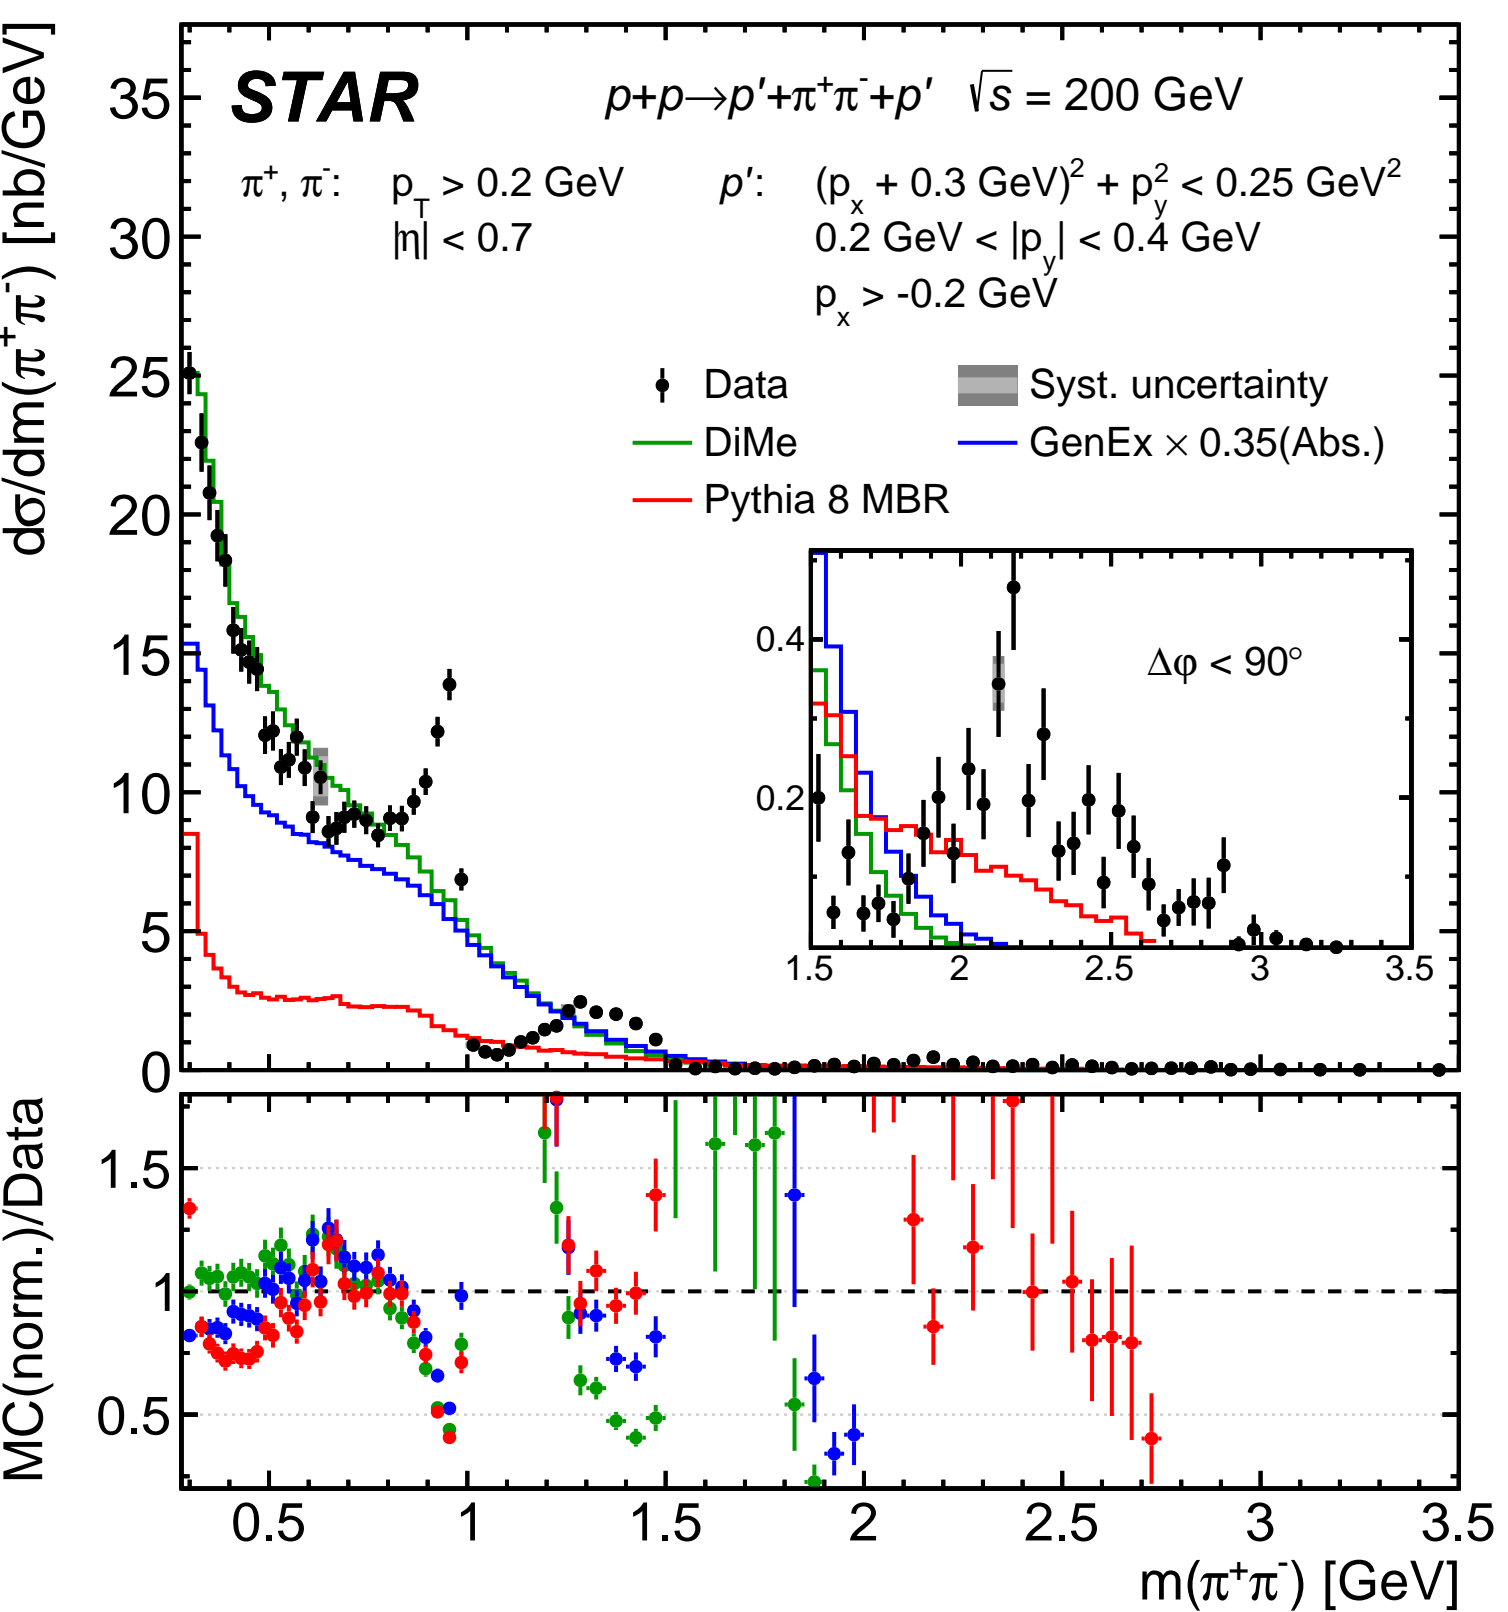 STAR
p+p→p′+π⁺π⁻+p′ √s = 200 GeV
π⁺, π⁻: p_T > 0.2 GeV p′: (p_x + 0.3 GeV)² + p_y² < 0.25 GeV²
|η| < 0.7 0.2 GeV < |p_y| < 0.4 GeV
p_x > -0.2 GeV
Data Syst. uncertainty
DiMe GenEx × 0.35(Abs.)
Pythia 8 MBR
dσ/dm(π⁺π⁻) [nb/GeV]
35
30
25
20
15
10
5
0
Δφ < 90°
0.4
0.2
1.5 2 2.5 3 3.5
MC(norm.)/Data
1.5
1
0.5
0.5 1 1.5 2 2.5 3 3.5
m(π⁺π⁻) [GeV]